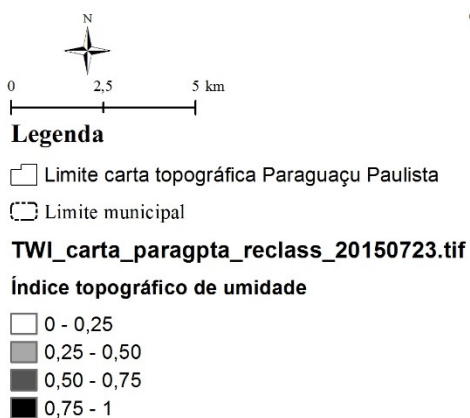 N
0 2,5 5 km
Legenda
Limite carta topográfica Paraguaçu Paulista
Limite municipal
TWI_carta_paragpta_reclass_20150723.tif
Índice topográfico de umidade
0 - 0,25
0,25 - 0,50
0,50 - 0,75
0,75 - 1